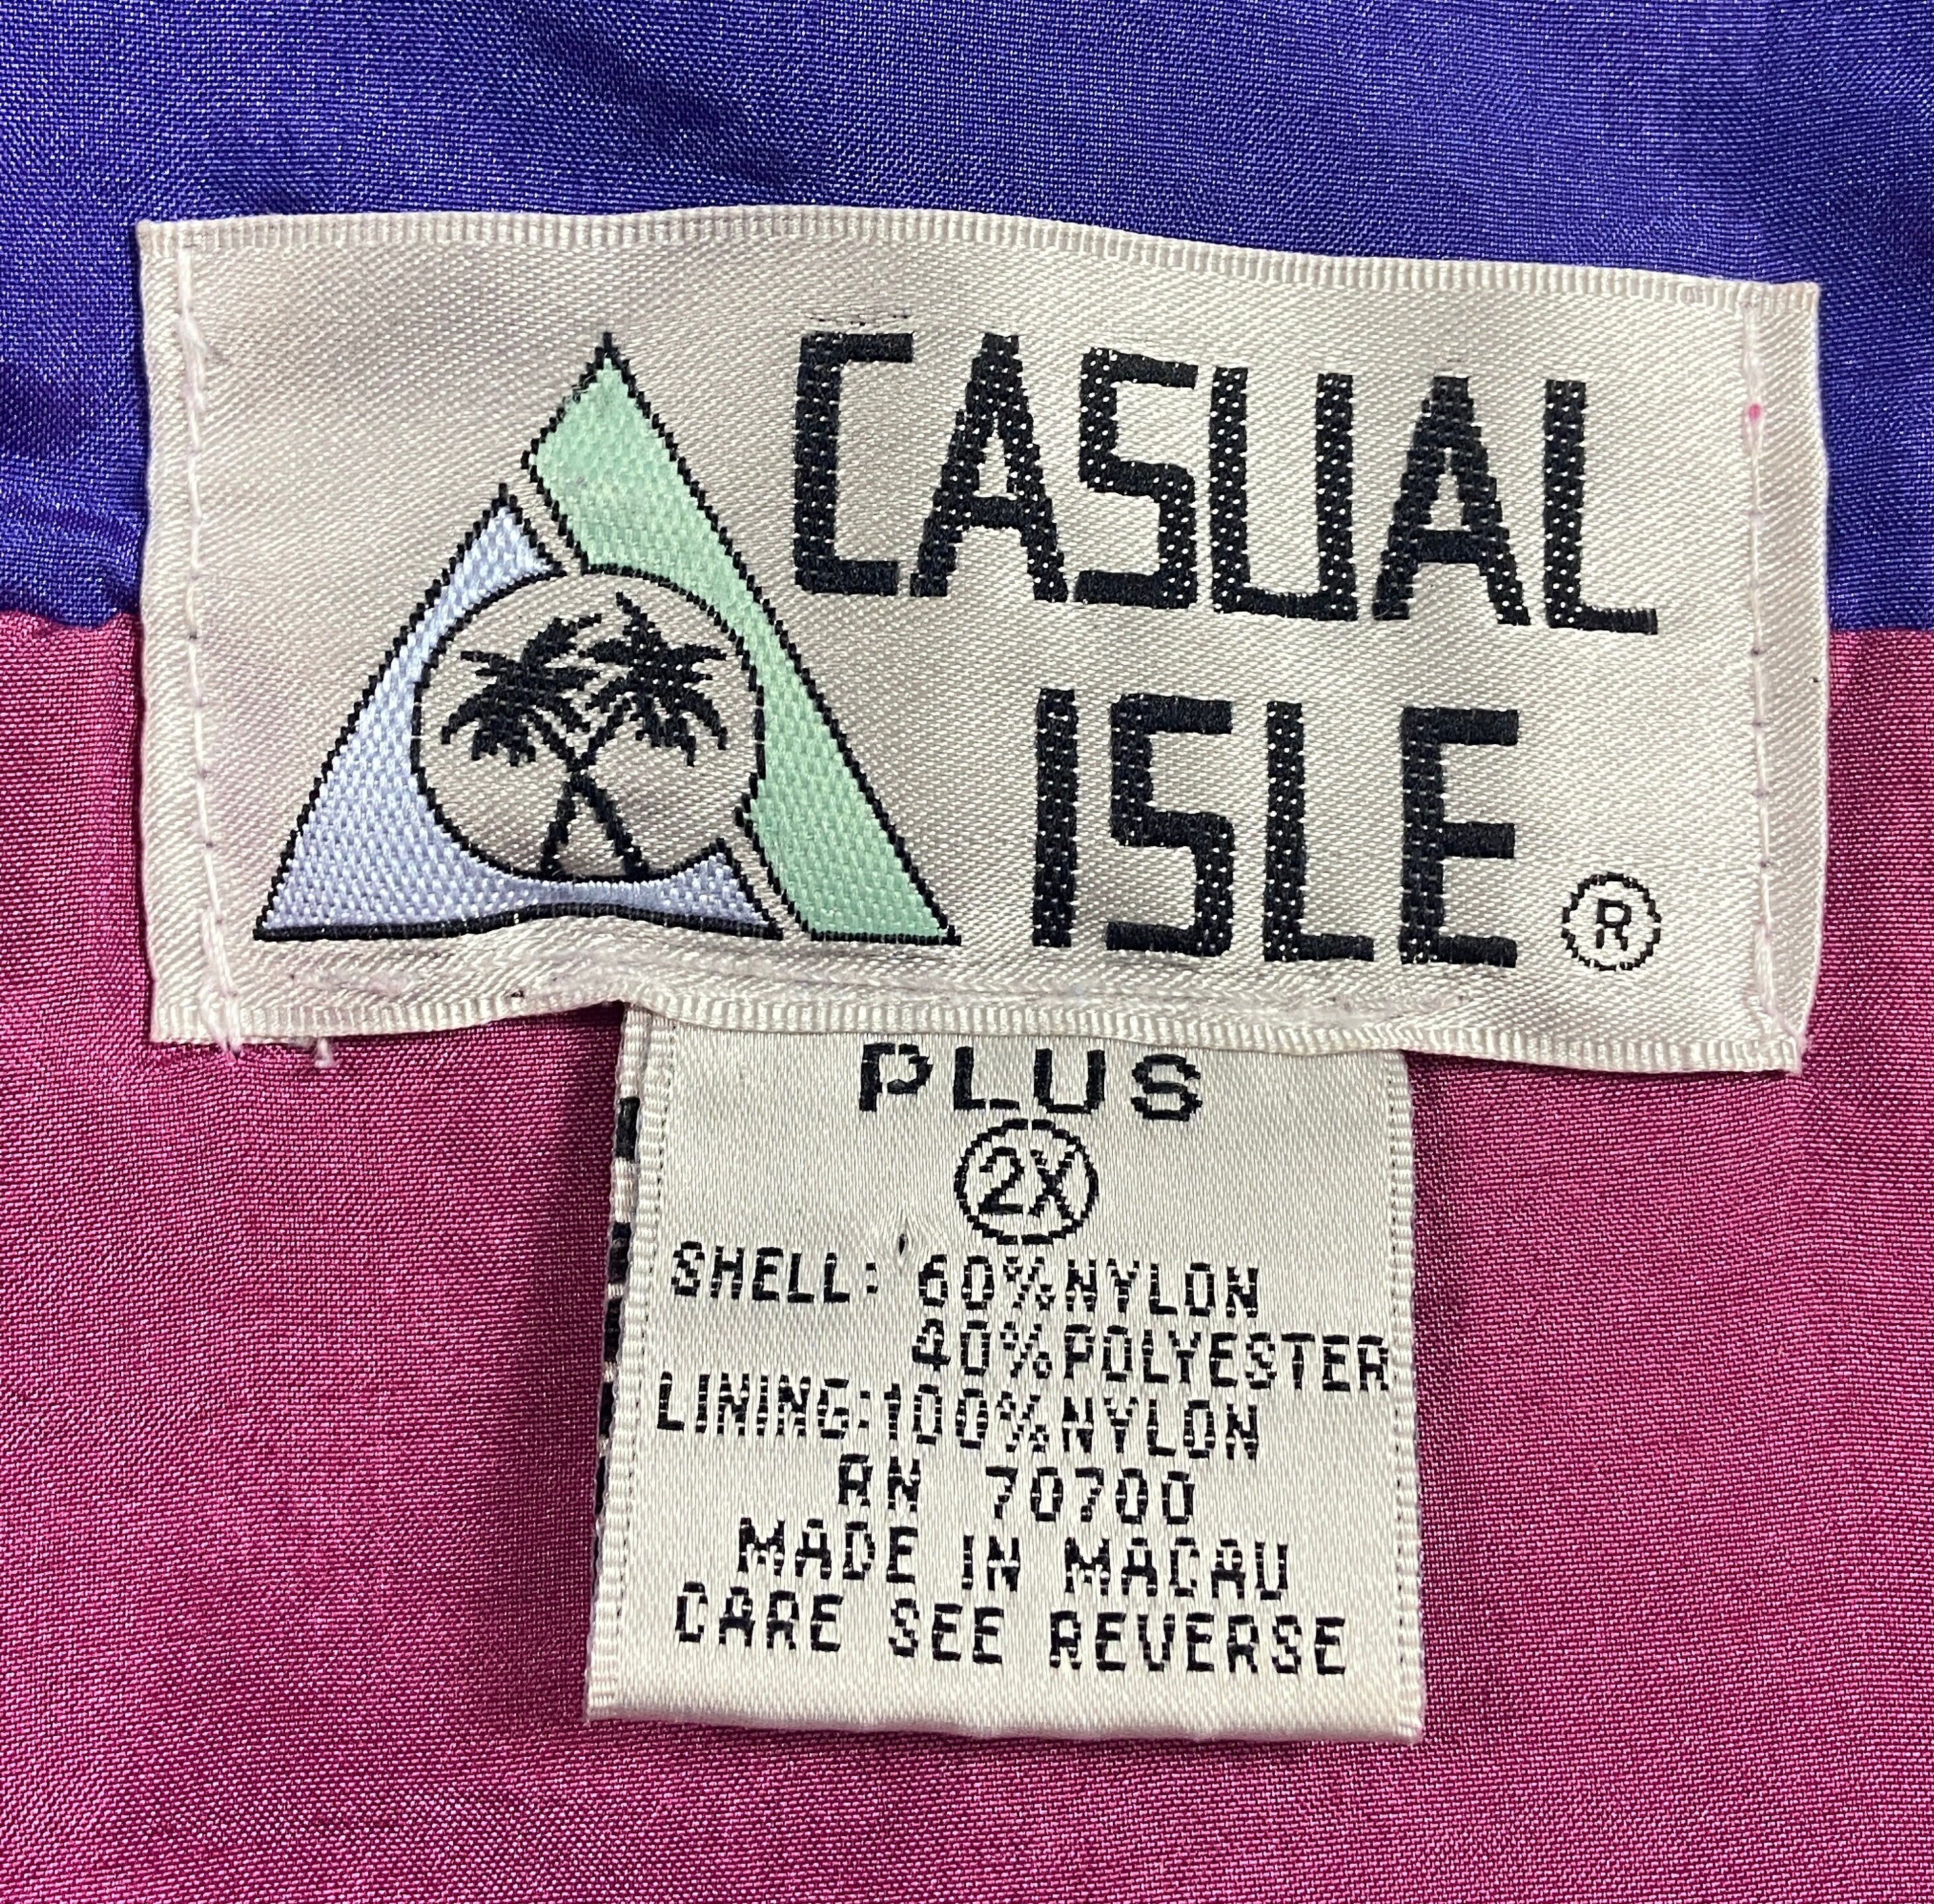 CASUAL
ISLE ®
PLUS
2X
SHELL: 60% NYLON
40% POLYESTER
LINING: 100% NYLON
RN 70700
MADE IN MACAU
CARE SEE REVERSE